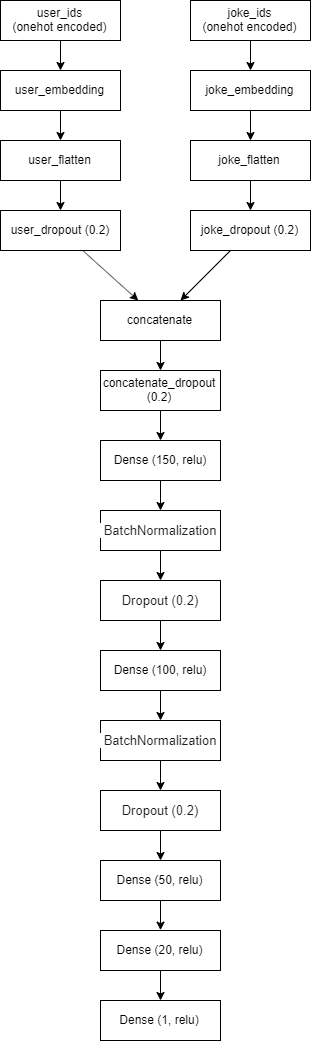 user_ids
(onehot encoded)
joke_ids
(onehot encoded)
user_embedding
joke_embedding
user_flatten
joke_flatten
user_dropout (0.2)
joke_dropout (0.2)
concatenate
concatenate_dropout
(0.2)
Dense (150, relu)
BatchNormalization
Dropout (0.2)
Dense (100, relu)
BatchNormalization
Dropout (0.2)
Dense (50, relu)
Dense (20, relu)
Dense (1, relu)